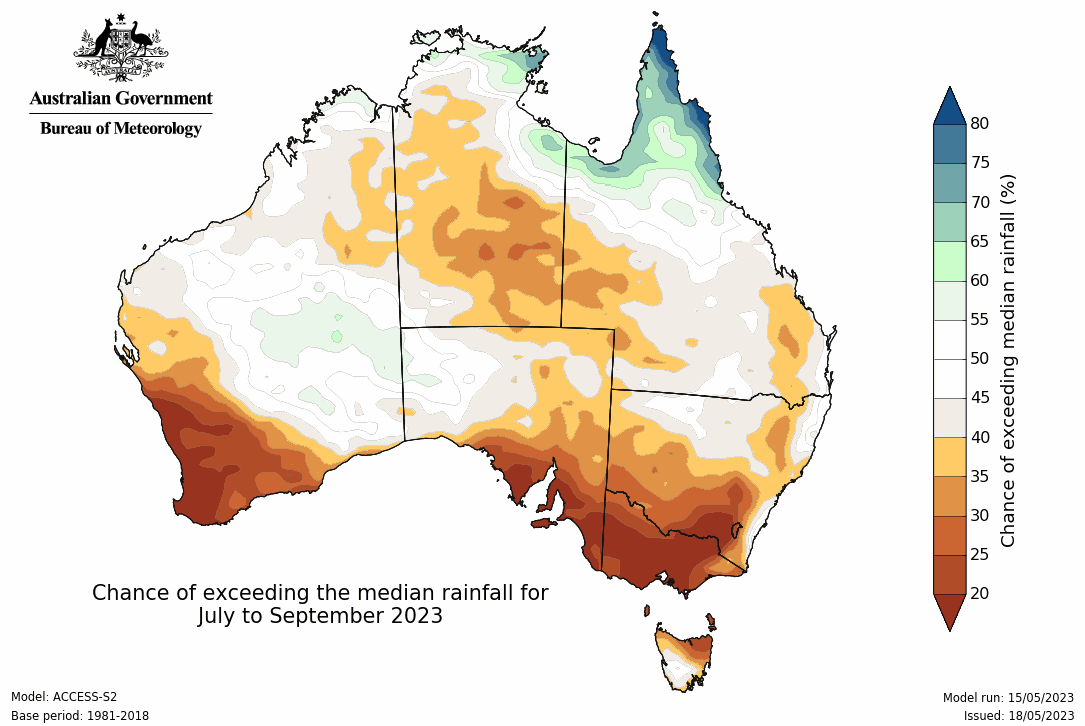 AUSTRALIA
Australian Government
Bureau of Meteorology
80
75
70
65
60
55
50
45
40
35
30
25
20
Chance of exceeding median rainfall (%)
Chance of exceeding the median rainfall for
July to September 2023
Model: ACCESS-S2
Base period: 1981-2018
Model run: 15/05/2023
Issued: 18/05/2023